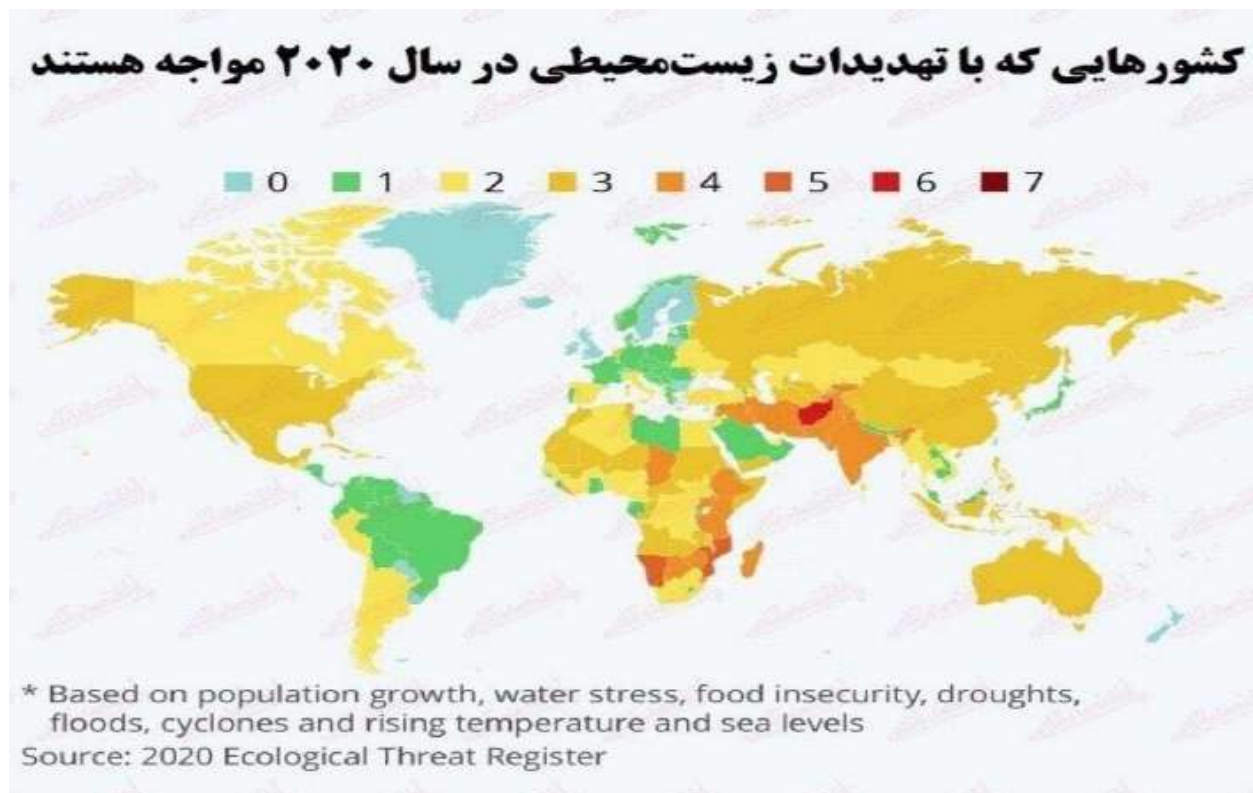 کشورهایی که با تهدیدات زیست‌محیطی در سال ۲۰۲۰ مواجه هستند
0 1 2 3 4 5 6 7
* Based on population growth, water stress, food insecurity, droughts,
floods, cyclones and rising temperature and sea levels
Source: 2020 Ecological Threat Register